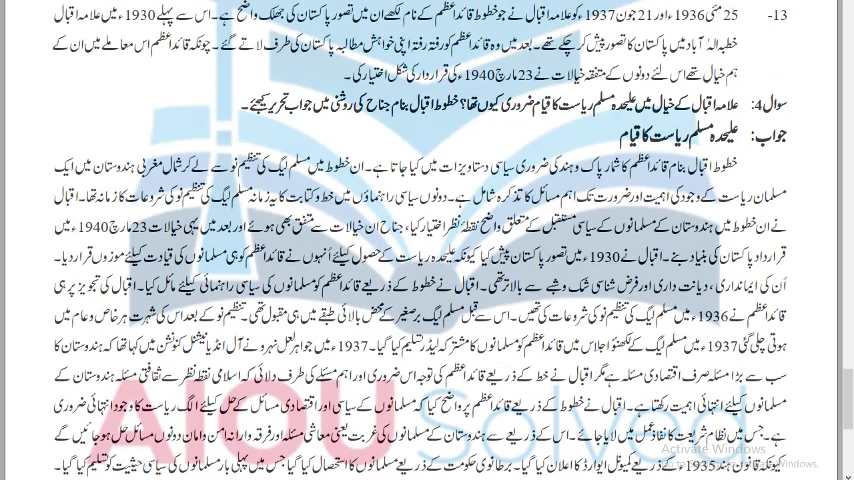 13- 25 مئی 1936ء اور 21 جون 1937ء کو علامہ اقبال نے جو خطوط قائداعظم کے نام لکھے ان میں تصور پاکستان کی جھلک واضح ہے۔ اس سے پہلے 1930ء میں علامہ اقبال
خطبہ الہٰ آباد میں پاکستان کا تصور پیش کر چکے تھے۔ بعد میں وہ قائداعظم کو رفتہ رفتہ اپنی خواہش مطالبہ پاکستان کی طرف لاتے گئے۔ چونکہ قائداعظم اس معاملے میں ان کے
ہم خیال تھے اس لئے دونوں کے متفقہ خیالات نے 23 مارچ 1940ء کی قرارداد کی شکل اختیار کی۔
سوال 4: علامہ اقبال کے خیال میں علیحدہ مسلم ریاست کا قیام ضروری کیوں تھا؟ خطوط اقبال بنام جناح کی روشنی میں جواب تحریر کیجئے۔
جواب: علیحدہ مسلم ریاست کا قیام
خطوط اقبال بنام قائداعظم کا شمار پاک و ہند کی ضروری سیاسی دستاویزات میں کیا جاتا ہے۔ ان خطوط میں مسلم لیگ کی تنظیم نو سے لے کر شمال مغربی ہندوستان میں ایک
مسلمان ریاست کے وجود کی اہمیت اور ضرورت تک اہم مسائل کا تذکرہ شامل ہے۔ دونوں سیاسی رہنماؤں میں خط و کتابت کا یہ زمانہ مسلم لیگ کی تنظیم نو کی شروعات کا زمانہ تھا۔ اقبال
نے ان خطوط میں ہندوستان کے مسلمانوں کے سیاسی مستقبل کے متعلق واضح نقطۂ نظر اختیار کیا، جناح ان خیالات سے متفق بھی ہوئے اور بعد میں یہی خیالات 23 مارچ 1940ء میں
قرارداد پاکستان کی بنیاد بنے۔ اقبال نے 1930ء میں تصور پاکستان پیش کیا کیونکہ علیحدہ ریاست کے حصول کیلئے اُنہوں نے قائداعظم کو ہی مسلمانوں کی قیادت کیلئے موزوں قرار دیا۔
اُن کی ایمانداری، دیانت داری اور فرض شناسی شک و شبے سے بالاتر تھی۔ اقبال نے خطوط کے ذریعے قائداعظم کو مسلمانوں کی سیاسی راہنمائی کیلئے مائل کیا۔ اقبال کی تجویز پر ہی
قائداعظم نے 1936ء میں مسلم لیگ کی تنظیم نو کی شروعات کی تھیں۔ اس سے قبل مسلم لیگ برصغیر کے محض بالائی طبقے میں ہی مقبول تھی۔ تنظیم نو کے بعد اس کی شہرت ہر خاص و عام میں
ہوتی چلی گئی 1937ء میں مسلم لیگ کے لکھنؤ اجلاس میں قائداعظم کو مسلمانوں کا مشترکہ لیڈر تسلیم کیا گیا۔ 1937ء میں جواہر لعل نہرو نے آل انڈیا نیشنل کنونشن میں کہا تھا کہ ہندوستان کا
سب سے بڑا مسئلہ صرف اقتصادی مسئلہ ہے مگر اقبال نے خط کے ذریعے قائداعظم کی توجہ اس ضروری اور اہم مسئلے کی طرف دلائی کہ اسلامی نقطۂ نظر سے ثقافتی مسئلہ ہندوستان کے
مسلمانوں کیلئے انتہائی اہمیت رکھتا ہے۔ اقبال نے خطوط کے ذریعے قائداعظم پر واضح کیا کہ مسلمانوں کے سیاسی اور اقتصادی مسائل کے حل کیلئے الگ ریاست کا وجود انتہائی ضروری
ہے۔ جس میں نظام شریعت کا نفاذ عمل میں لایا جائے۔ اس کے ذریعے سے ہندوستان کے مسلمانوں کی غربت یعنی معاشی مسئلہ اور فرقہ وارانہ امن و امان دونوں مسائل حل ہو جائیں گے
کیونکہ قانون ہند 1935ء کے ذریعے کمیونل ایوارڈ کا اعلان کیا گیا۔ برطانوی حکومت کے ذریعے مسلمانوں کا استحصال کیا گیا جس میں پہلی بار مسلمانوں کی سیاسی حیثیت کو تسلیم کیا گیا۔
AIOU Solved
Activate Windows
Go to Settings to activate Windows.